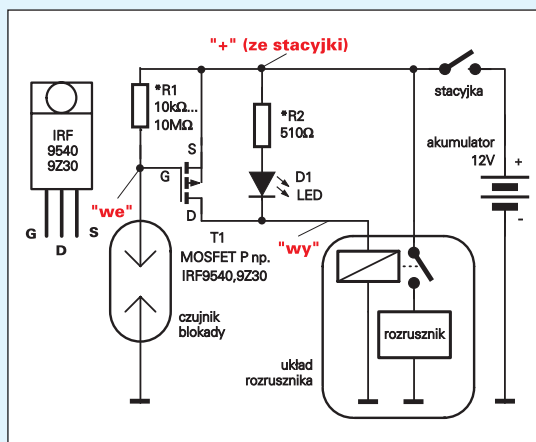 "+" (ze stacyjki)
stacyjka
*R1
10kΩ...
10MΩ
*R2
510Ω
IRF
9540
9Z30
akumulator
12V
+
-
S
G
D
D1
LED
"we"
"wy"
G
D
S
T1
MOSFET P np.
IRF9540,9Z30
czujnik
blokady
rozrusznik
układ
rozrusznika